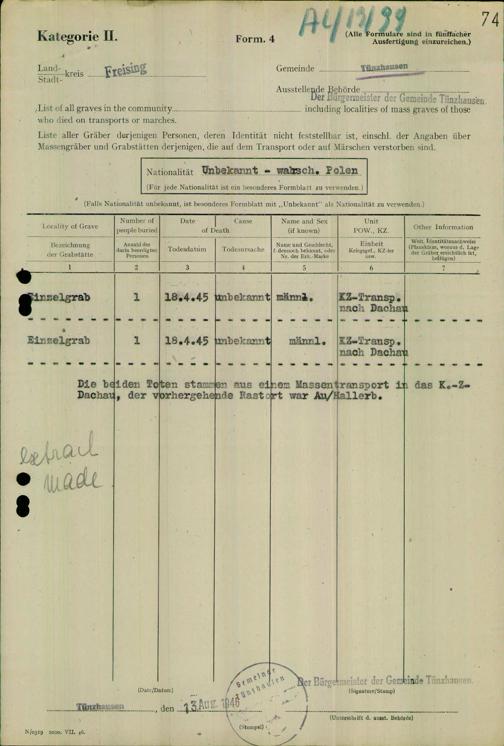 74
A4/1399
Kategorie II.
Form. 4
(Alle Formulare sind in fünffacher
Ausfertigung einzureichen.)
Land-
Stadt-
kreis Freising
Gemeinde Tünzhausen
Ausstellende Behörde
Der Bürgermeister der Gemeinde Tünzhausen.
List of all graves in the community including localities of mass graves of those
who died on transports or marches.
Liste aller Gräber derjenigen Personen, deren Identität nicht feststellbar ist, einschl. der Angaben über
Massengräber und Grabstätten derjenigen, die auf dem Transport oder auf Märschen verstorben sind.
Nationalität Unbekannt - wahrsch. Polen
(Für jede Nationalität ist ein besonderes Formblatt zu verwenden.)
(Falls Nationalität unbekannt, ist besonderes Formblatt mit „Unbekannt" als Nationalität zu verwenden.)
Locality of Grave
Number of
people buried
Date
Cause
of Death
Name and Sex
(if known)
Unit
POW., KZ.
Other Information
Bezeichnung
der Grabstätte
Anzahl der
darin beerdigten
Personen
Todesdatum
Todesursache
Name und Geschlecht,
Einheit
Kriegsgef., KZ-ler
usw.
1 2 3 4 5 6 7
Einzelgrab 1 18.4.45 unbekannt männl. KZ-Transp.
nach Dachau
Einzelgrab 1 18.4.45 unbekannt männl. KZ-Transp.
nach Dachau
Die beiden Toten stammen aus einem Massentransport in das K.-Z-
Dachau, der vorhergehende Rastort war Au/Hallerb.
extract
made
Gemeinde
Tünzhausen
Der Bürgermeister der Gemeinde Tünzhausen.
(Date/Datum)
(Signature/Stamp)
Tünzhausen, den 13. Aug. 1946
(Stempel)
(Unterschrift d. ausst. Behörde)